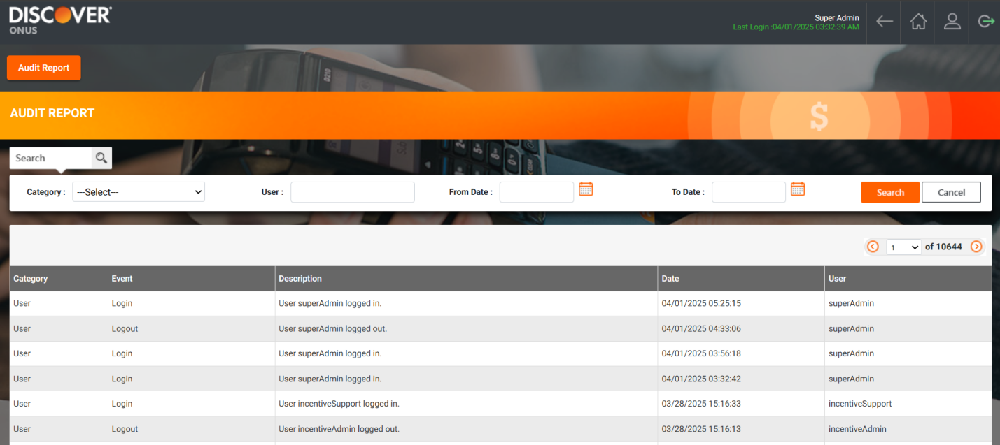 DISCOVER
ONUS
Super Admin
Last Login :04/01/2025 03:32:39 AM
Audit Report
AUDIT REPORT
$
Search
Category : ---Select--- User : From Date : To Date : Search Cancel
1 of 10644
Category Event Description Date User
User Login User superAdmin logged in. 04/01/2025 05:25:15 superAdmin
User Logout User superAdmin logged out. 04/01/2025 04:33:06 superAdmin
User Login User superAdmin logged in. 04/01/2025 03:56:18 superAdmin
User Login User superAdmin logged in. 04/01/2025 03:32:42 superAdmin
User Login User incentiveSupport logged in. 03/28/2025 15:16:33 incentiveSupport
User Logout User incentiveAdmin logged out. 03/28/2025 15:16:13 incentiveAdmin